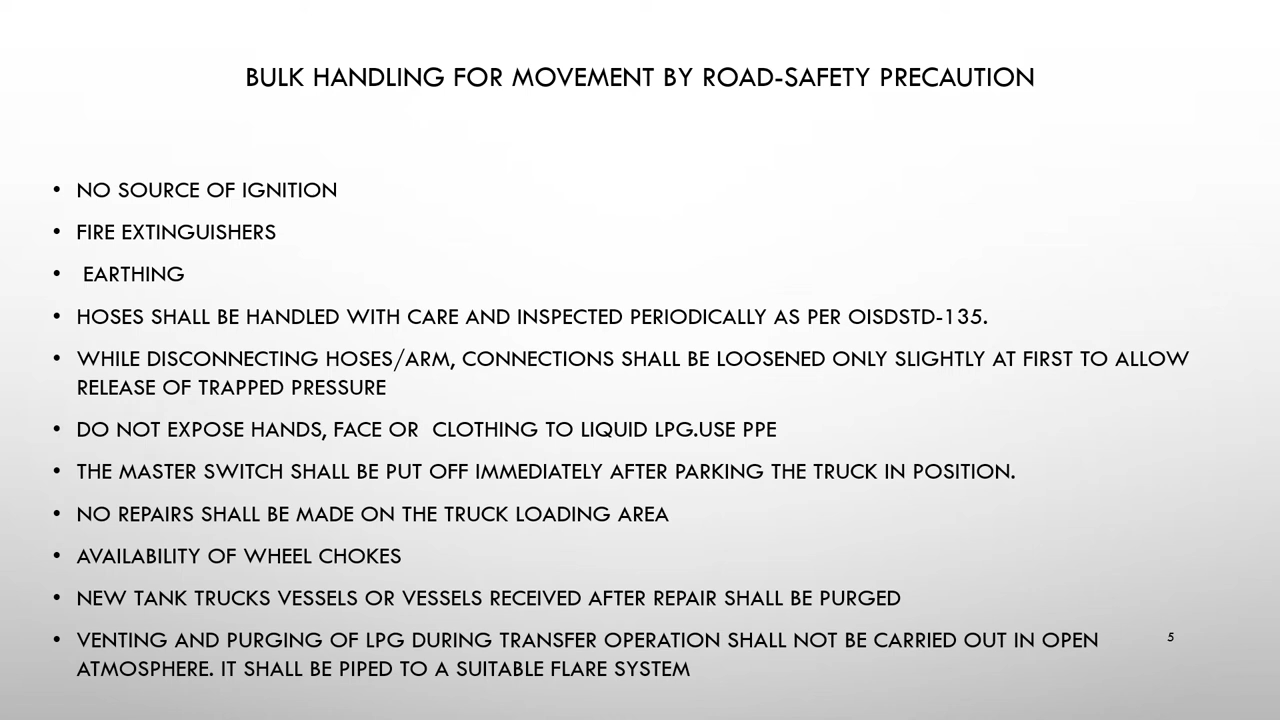 BULK HANDLING FOR MOVEMENT BY ROAD-SAFETY PRECAUTION
• NO SOURCE OF IGNITION
• FIRE EXTINGUISHERS
• EARTHING
• HOSES SHALL BE HANDLED WITH CARE AND INSPECTED PERIODICALLY AS PER OISDSTD-135.
• WHILE DISCONNECTING HOSES/ARM, CONNECTIONS SHALL BE LOOSENED ONLY SLIGHTLY AT FIRST TO ALLOW
RELEASE OF TRAPPED PRESSURE
• DO NOT EXPOSE HANDS, FACE OR CLOTHING TO LIQUID LPG.USE PPE
• THE MASTER SWITCH SHALL BE PUT OFF IMMEDIATELY AFTER PARKING THE TRUCK IN POSITION.
• NO REPAIRS SHALL BE MADE ON THE TRUCK LOADING AREA
• AVAILABILITY OF WHEEL CHOKES
• NEW TANK TRUCKS VESSELS OR VESSELS RECEIVED AFTER REPAIR SHALL BE PURGED
• VENTING AND PURGING OF LPG DURING TRANSFER OPERATION SHALL NOT BE CARRIED OUT IN OPEN
ATMOSPHERE. IT SHALL BE PIPED TO A SUITABLE FLARE SYSTEM
5